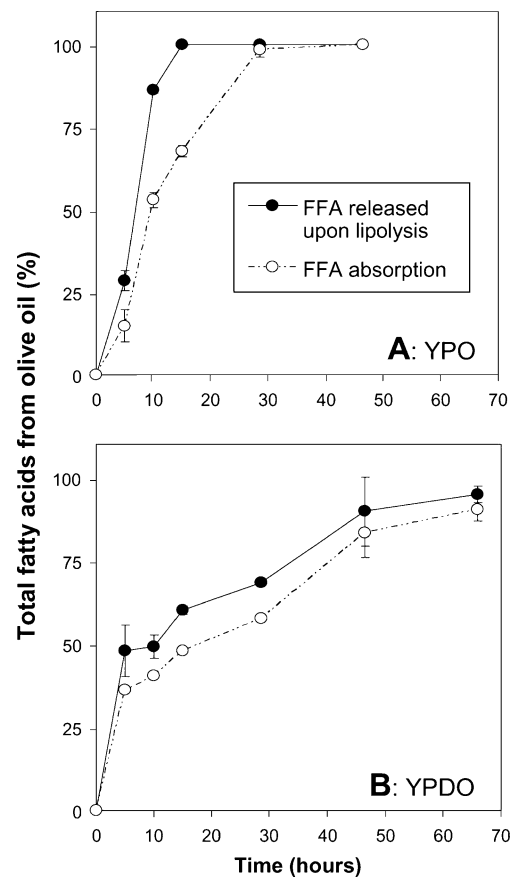 Total fatty acids from olive oil (%)
100
75
50
25
0
FFA released
upon lipolysis
FFA absorption
A: YPO
0 10 20 30 40 50 60 70
100
75
50
25
0
B: YPDO
0 10 20 30 40 50 60 70
Time (hours)